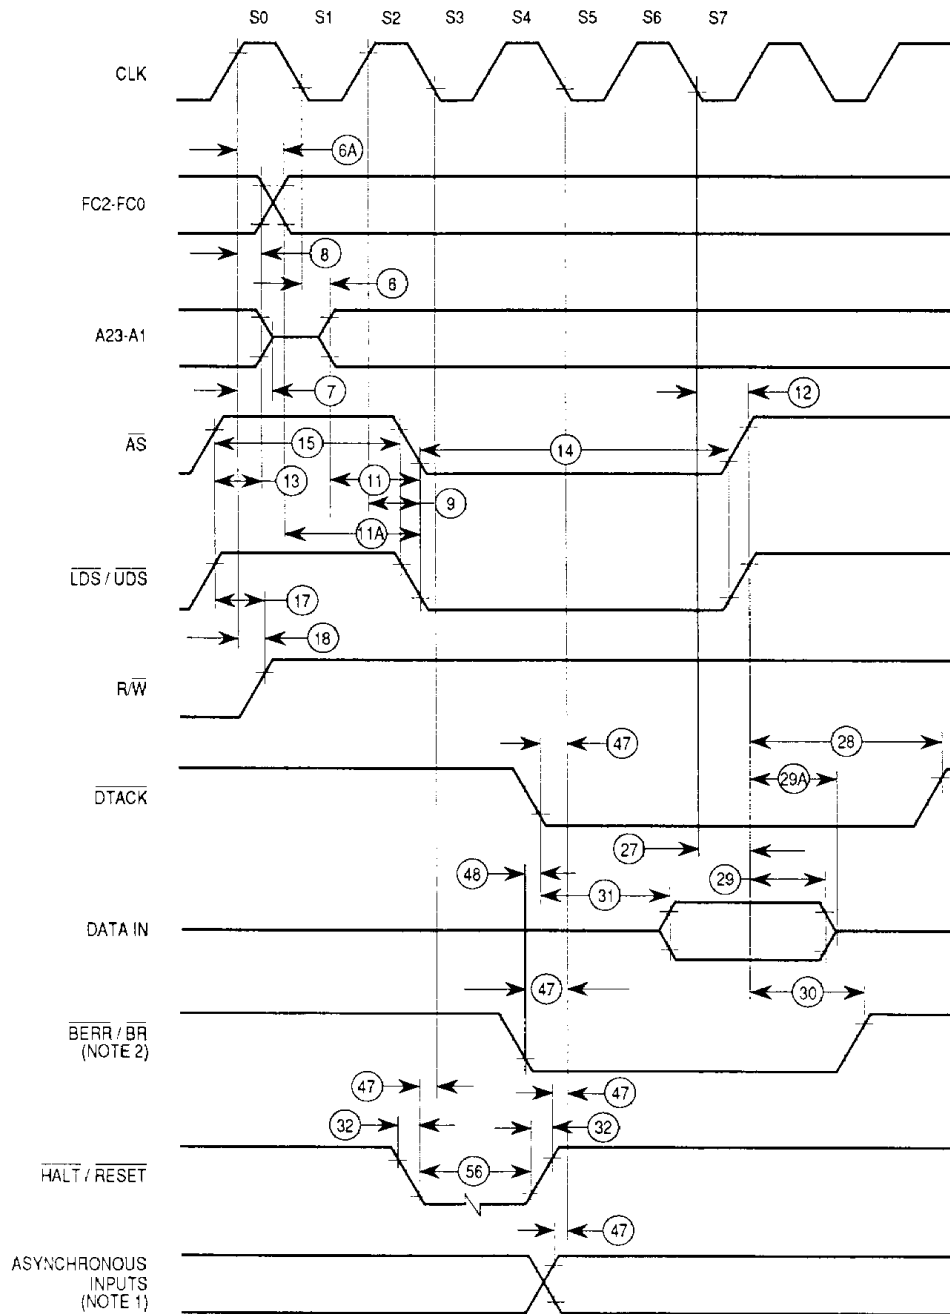 S0 S1 S2 S3 S4 S5 S6 S7
CLK
6A
FC2-FC0
8
6
A23-A1
7
12
AS
15
14
13
11
9
11A
LDS / UDS
17
18
R/W
47
28
DTACK
29A
27
48
29
31
DATA IN
47
30
BERR / BR
(NOTE 2)
47
47
32
32
HALT / RESET
56
47
ASYNCHRONOUS
INPUTS
(NOTE 1)